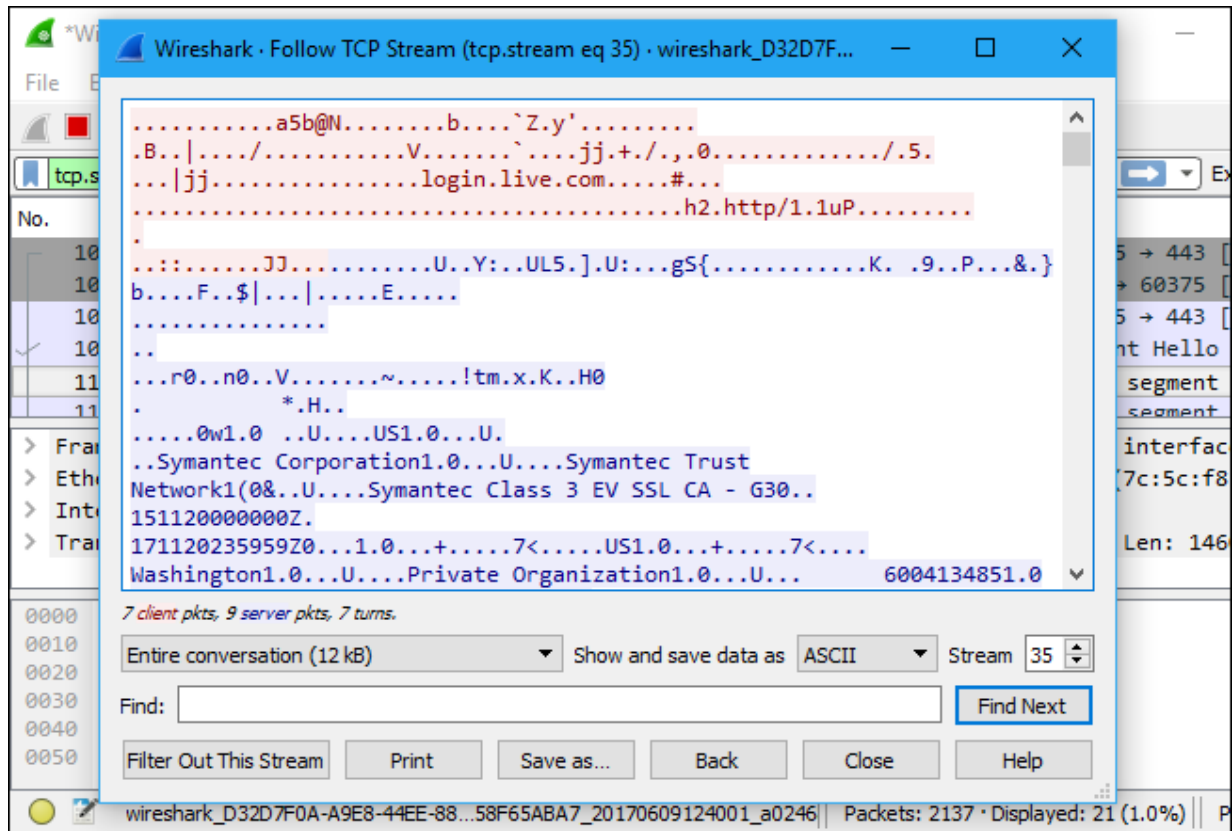 *Wi
Wireshark · Follow TCP Stream (tcp.stream eq 35) · wireshark_D32D7F...
File E
tcp.s
Ex
No.
...........a5b@N........b....`Z.y'.........
.B..|..../...........V.......`....jj.+./.,.0............./.5.
...|jj................login.live.com.....#...
..........................................h2.http/1.1uP.........
.
..::......JJ.............U..Y:..UL5.].U:...gS{............K. .9..P...&.}
b....F..$|...|.....E.....
...............
..
...r0..n0..V.......~.....!tm.x.K..H0
. *.H..
.....0w1.0 ..U....US1.0...U.
..Symantec Corporation1.0...U....Symantec Trust
Network1(0&..U....Symantec Class 3 EV SSL CA - G30..
151120000000Z.
171120235959Z0...1.0...+.....7<.....US1.0...+.....7<....
Washington1.0...U....Private Organization1.0...U... 6004134851.0
10
10
10
10
11
11
5 → 443 [
→ 60375 [
5 → 443 [
nt Hello
segment
segment
> Fra
> Eth
> Int
> Tra
interfac
(7c:5c:f8
Len: 146
0000
0010
0020
0030
0040
0050
7 client pkts, 9 server pkts, 7 turns.
Entire conversation (12 kB) Show and save data as ASCII Stream 35
Find: Find Next
Filter Out This Stream Print Save as... Back Close Help
wireshark_D32D7F0A-A9E8-44EE-88...58F65ABA7_20170609124001_a0246 Packets: 2137 · Displayed: 21 (1.0%) P